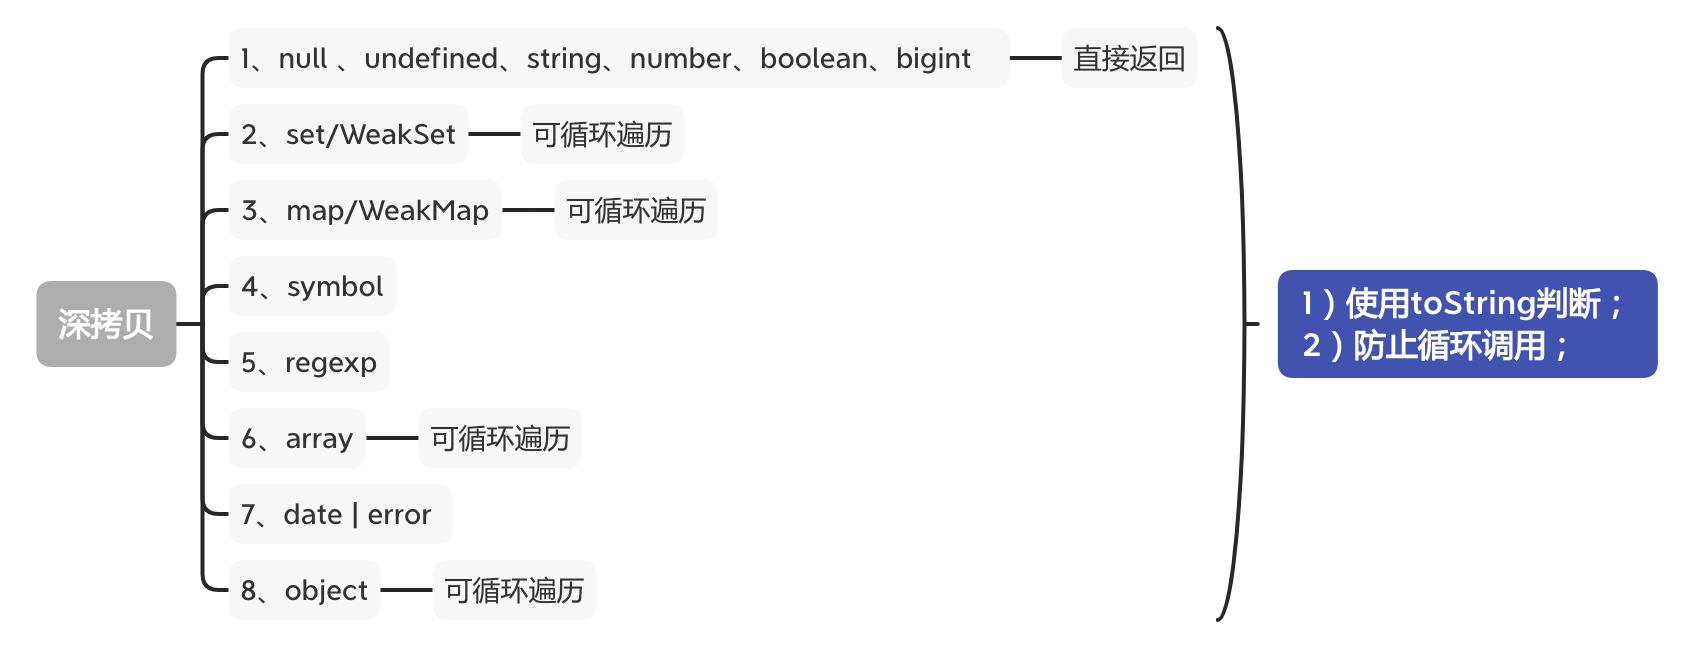 深拷贝
1、null 、undefined、string、number、boolean、bigint
直接返回
2、set/WeakSet
可循环遍历
3、map/WeakMap
可循环遍历
4、symbol
5、regexp
6、array
可循环遍历
7、date | error
8、object
可循环遍历
1）使用toString判断；
2）防止循环调用；